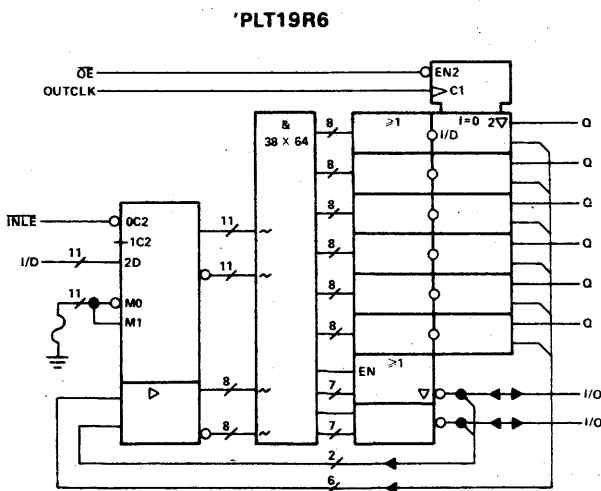 'PLT19R6
OE
OUTCLK
EN2
C1
&
38 × 64
8
≥1
I=0
2▽
Q
I/D
8
Q
8
Q
INLE
0C2
1C2
11
11
I/D
11
2D
11
8
Q
11
M0
M1
8
Q
8
Q
EN
≥1
▷
8
7
▽
I/O
8
7
I/O
2
6